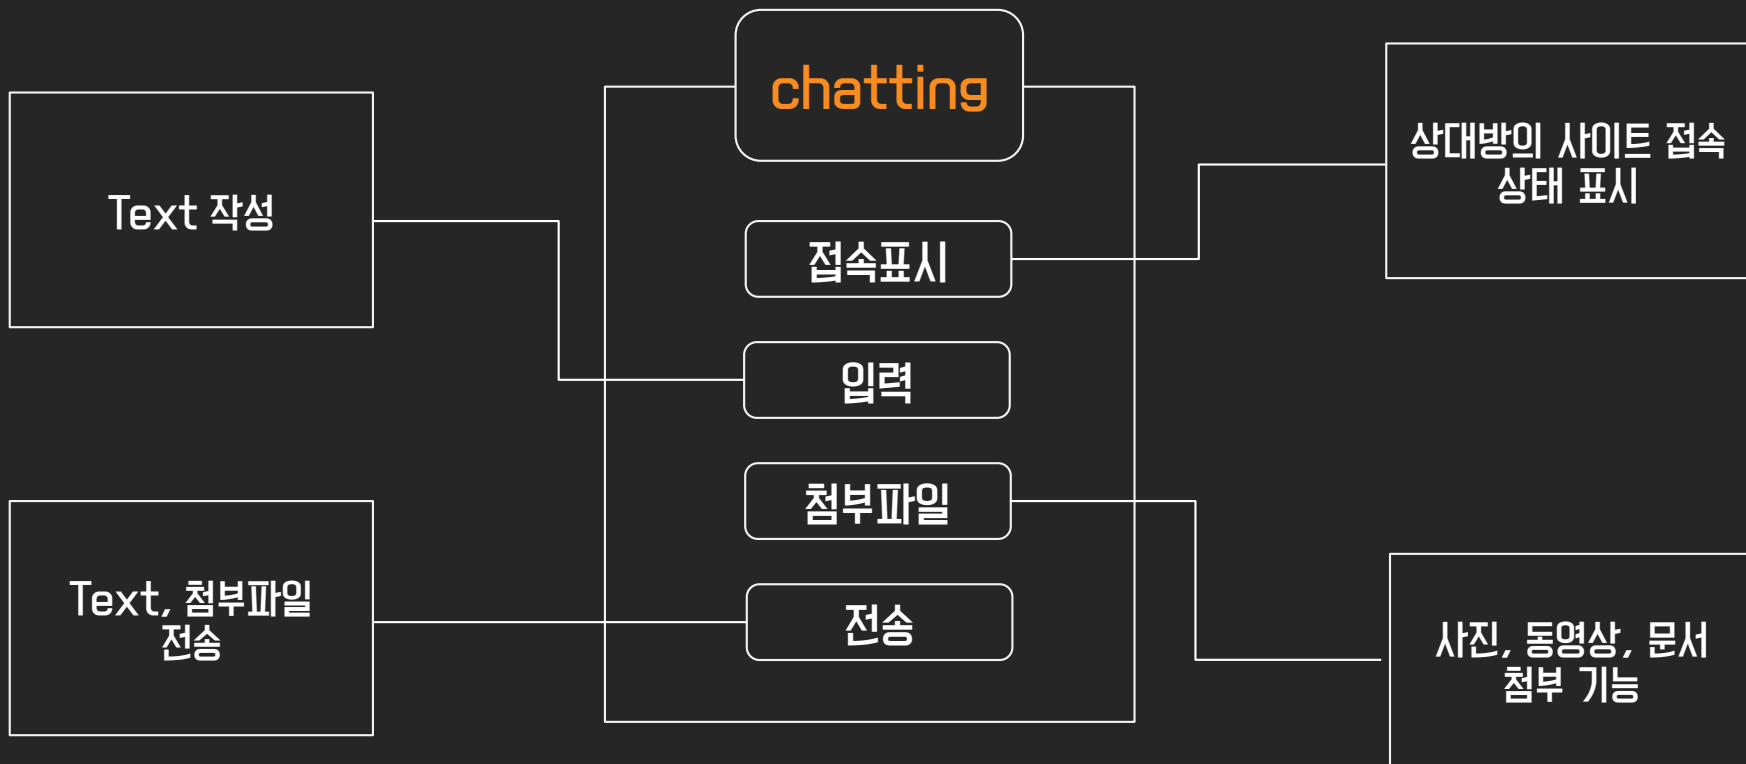 chatting
Text 작성
접속표시
입력
첨부파일
전송
Text, 첨부파일
전송
상대방의 사이트 접속
상태 표시
사진, 동영상, 문서
첨부 기능